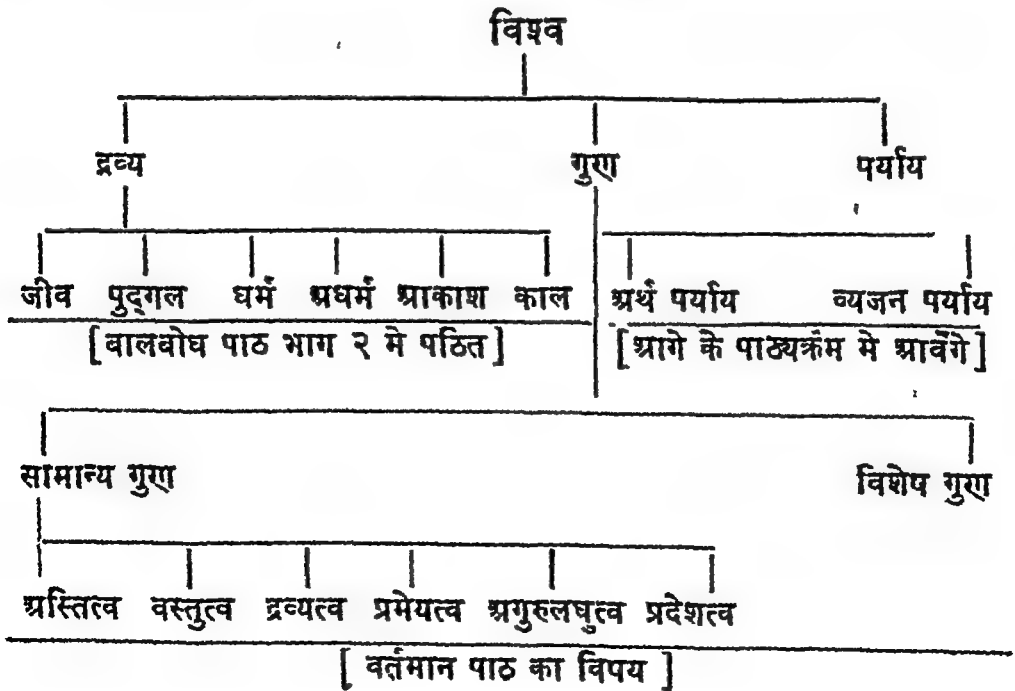 विश्व
द्रव्य गुण पर्याय
जीव पुद्गल धर्म अधर्म आकाश काल अर्थ पर्याय व्यजन पर्याय
[बालबोध पाठ भाग २ मे पठित] [आगे के पाठ्यक्रम मे आवेंगे]
सामान्य गुण विशेष गुण
अस्तित्व वस्तुत्व द्रव्यत्व प्रमेयत्व अगुरुलघुत्व प्रदेशत्व
[ वर्तमान पाठ का विषय ]